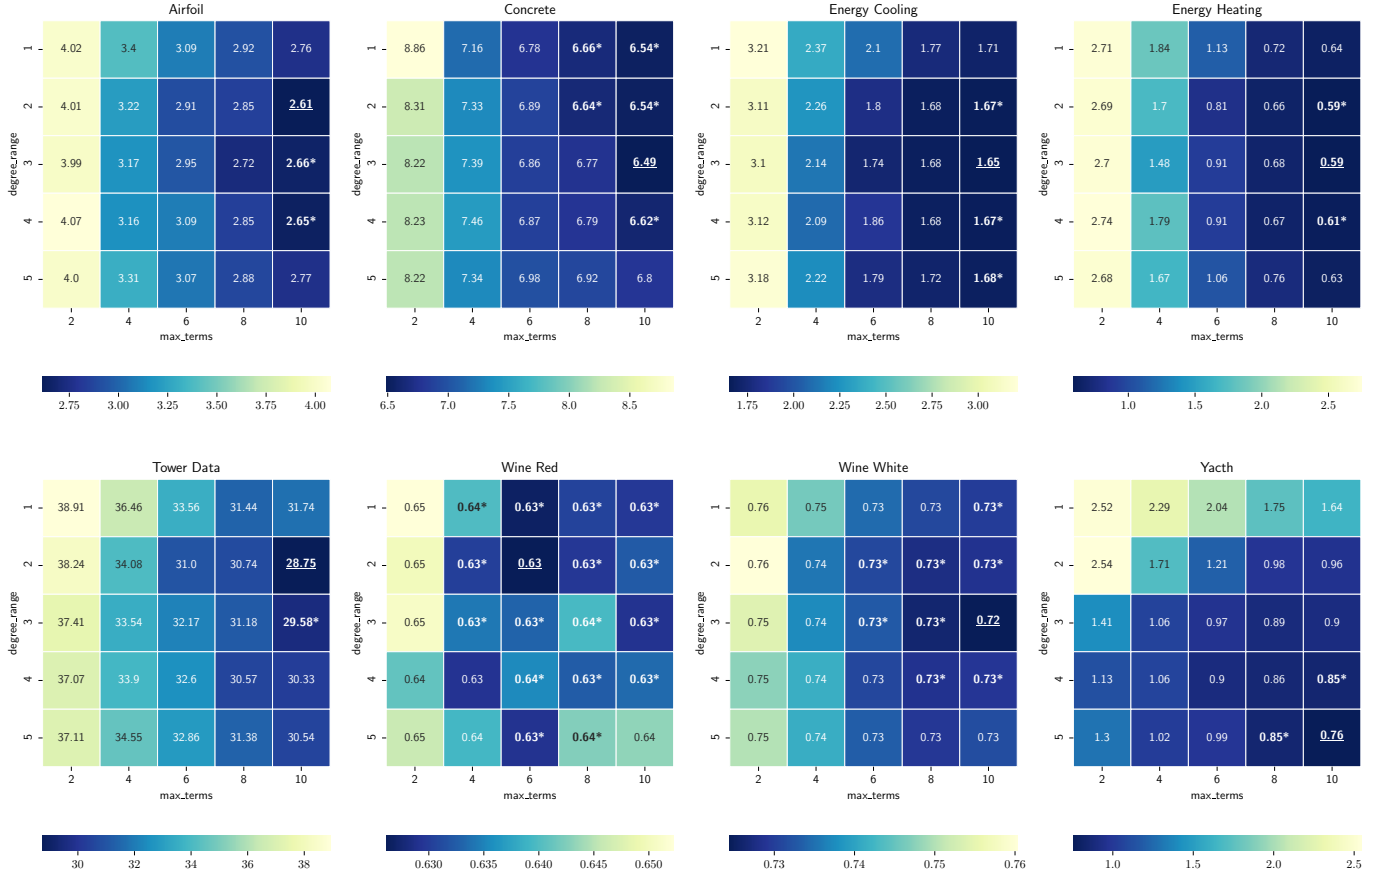 Airfoil
Concrete
Energy Cooling
Energy Heating
1 4.02 3.4 3.09 2.92 2.76
2 4.01 3.22 2.91 2.85 2.61
3 3.99 3.17 2.95 2.72 2.66*
4 4.07 3.16 3.09 2.85 2.65*
5 4.0 3.31 3.07 2.88 2.77
degree_range
2 4 6 8 10
max_terms
2.75 3.00 3.25 3.50 3.75 4.00
8.86 7.16 6.78 6.66* 6.54*
8.31 7.33 6.89 6.64* 6.54*
8.22 7.39 6.86 6.77 6.49
8.23 7.46 6.87 6.79 6.62*
8.22 7.34 6.98 6.92 6.8
1 2 3 4 5
2 4 6 8 10
max_terms
6.5 7.0 7.5 8.0 8.5
1 3.21 2.37 2.1 1.77 1.71
2 3.11 2.26 1.8 1.68 1.67*
3 3.1 2.14 1.74 1.68 1.65
4 3.12 2.09 1.86 1.68 1.67*
5 3.18 2.22 1.79 1.72 1.68*
degree_range
2 4 6 8 10
max_terms
1.75 2.00 2.25 2.50 2.75 3.00
1 2.71 1.84 1.13 0.72 0.64
2 2.69 1.7 0.81 0.66 0.59*
3 2.7 1.48 0.91 0.68 0.59
4 2.74 1.79 0.91 0.67 0.61*
5 2.68 1.67 1.06 0.76 0.63
degree_range
2 4 6 8 10
max_terms
1.0 1.5 2.0 2.5
degree_range
Tower Data
Wine Red
Wine White
Yacth
1 38.91 36.46 33.56 31.44 31.74
2 38.24 34.08 31.0 30.74 28.75
3 37.41 33.54 32.17 31.18 29.58*
4 37.07 33.9 32.6 30.57 30.33
5 37.11 34.55 32.86 31.38 30.54
degree_range
2 4 6 8 10
max_terms
30 32 34 36 38
1 0.65 0.64* 0.63* 0.63* 0.63*
2 0.65 0.63* 0.63 0.63* 0.63*
3 0.65 0.63* 0.63* 0.64* 0.63*
4 0.64 0.63 0.64* 0.63* 0.63*
5 0.65 0.64 0.63* 0.64* 0.64
degree_range
2 4 6 8 10
max_terms
0.630 0.635 0.640 0.645 0.650
1 0.76 0.75 0.73 0.73 0.73*
2 0.76 0.74 0.73* 0.73* 0.73*
3 0.75 0.74 0.73* 0.73* 0.72
4 0.75 0.74 0.73 0.73* 0.73*
5 0.75 0.74 0.73 0.73 0.73
degree_range
2 4 6 8 10
max_terms
0.73 0.74 0.75 0.76
1 2.52 2.29 2.04 1.75 1.64
2 2.54 1.71 1.21 0.98 0.96
3 1.41 1.06 0.97 0.89 0.9
4 1.13 1.06 0.9 0.86 0.85*
5 1.3 1.02 0.99 0.85* 0.76
degree_range
2 4 6 8 10
max_terms
1.0 1.5 2.0 2.5